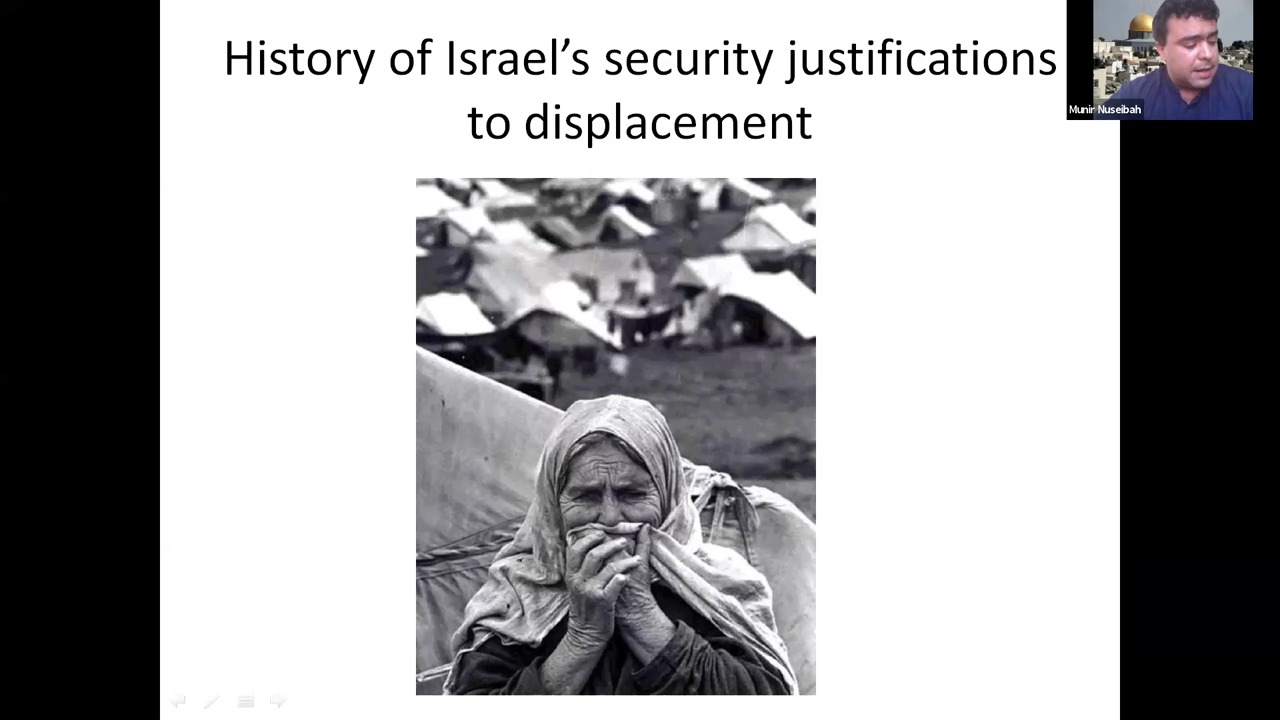 History of Israel’s security justifications
to displacement
Munir Nuseibah